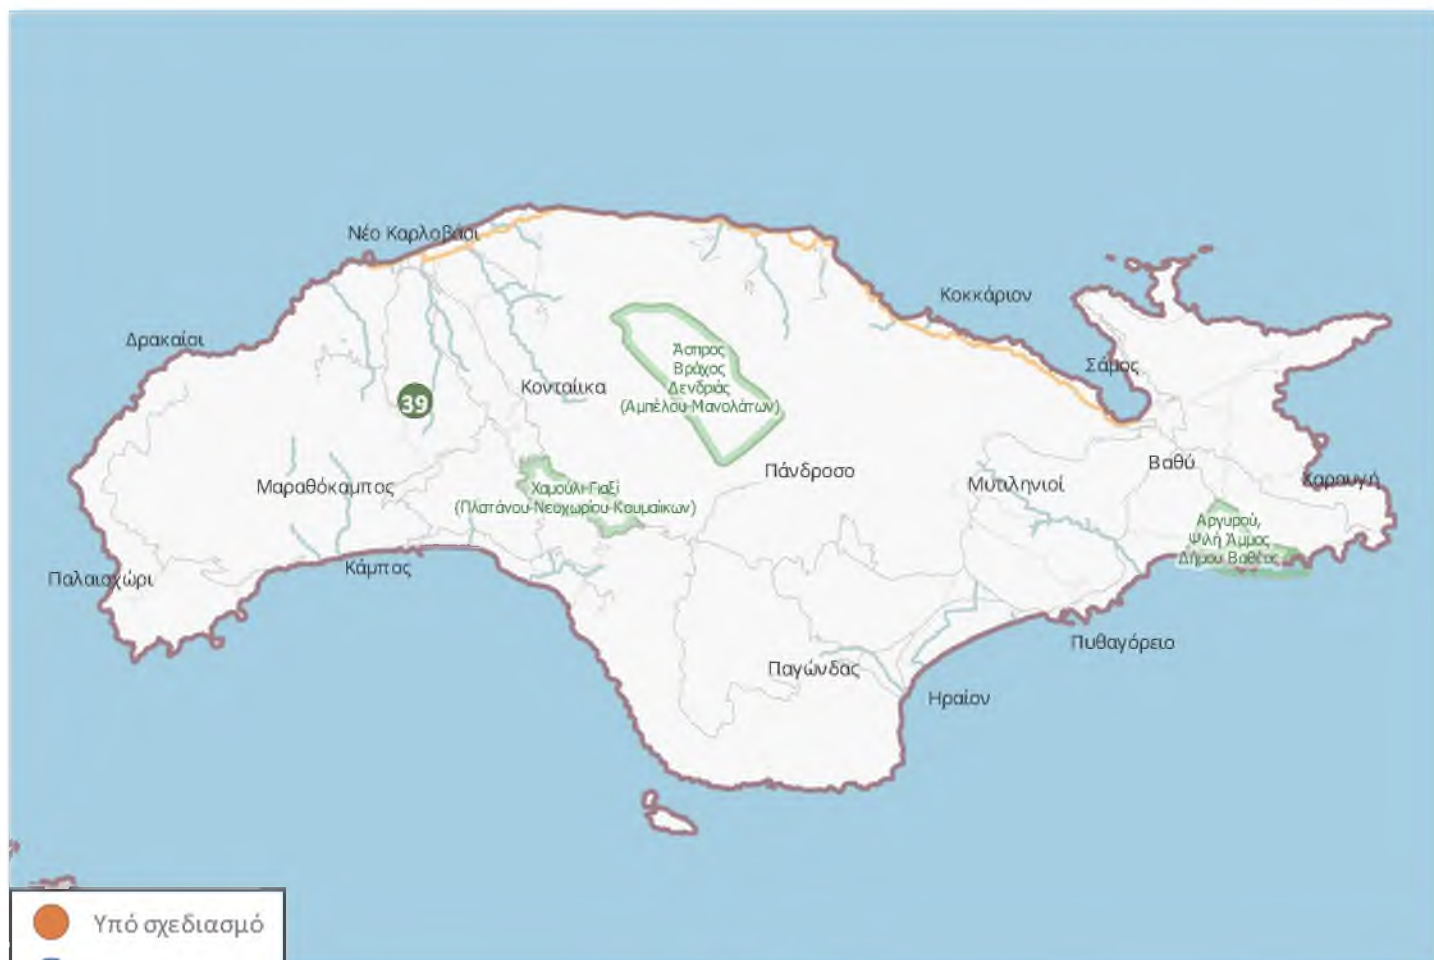 Νέο Καρλοβάσι
Κοκκάριον
Δρακαίοι
Άσπρος
Βράχος
Δενδριάς
(Αμπέλου-Μανολάτων)
Σάμος
Κονταίικα
39
Πάνδροσο
Βαθύ
Μαραθόκαμπος
Χαμούλι-Γιαξί
(Πλατάνου-Νεοχωρίου-Κουμαίικων)
Μυτιληνιοί
Καρουχή
Αργυρού,
Ψιλή Άμμος
Δήμου Βαθέος
Παλαιοχώρι
Κάμπος
Πυθαγόρειο
Παγώνδας
Ηραίον
Υπό σχεδιασμό